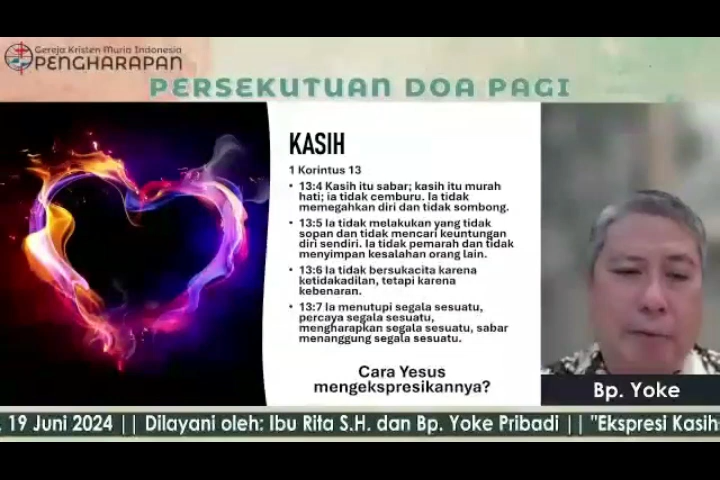 Gereja Kristen Muria Indonesia
PENGHARAPAN
PERSEKUTUAN DOA PAGI
KASIH
1 Korintus 13
• 13:4 Kasih itu sabar; kasih itu murah
hati; ia tidak cemburu. Ia tidak
memegahkan diri dan tidak sombong.
• 13:5 Ia tidak melakukan yang tidak
sopan dan tidak mencari keuntungan
diri sendiri. Ia tidak pemarah dan tidak
menyimpan kesalahan orang lain.
• 13:6 Ia tidak bersukacita karena
ketidakadilan, tetapi karena
kebenaran.
• 13:7 Ia menutupi segala sesuatu,
percaya segala sesuatu,
mengharapkan segala sesuatu, sabar
menanggung segala sesuatu.
Cara Yesus
mengekspresikannya?
Bp. Yoke
, 19 Juni 2024 || Dilayani oleh: Ibu Rita S.H. dan Bp. Yoke Pribadi || "Ekspresi Kasih